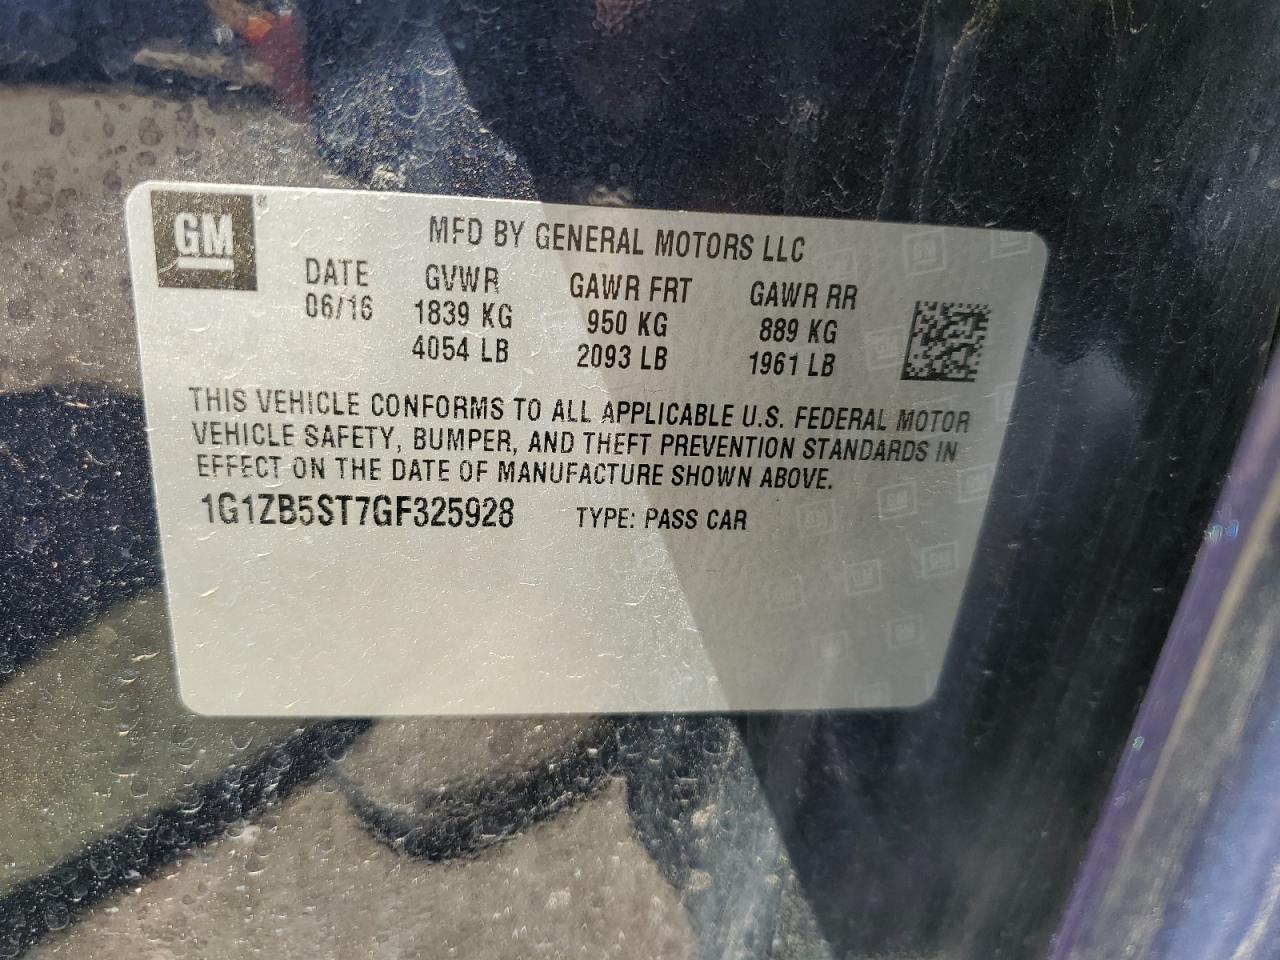 GM®
MFD BY GENERAL MOTORS LLC
DATE GVWR GAWR FRT GAWR RR
06/16 1839 KG 950 KG 889 KG
4054 LB 2093 LB 1961 LB
THIS VEHICLE CONFORMS TO ALL APPLICABLE U.S. FEDERAL MOTOR
VEHICLE SAFETY, BUMPER, AND THEFT PREVENTION STANDARDS IN
EFFECT ON THE DATE OF MANUFACTURE SHOWN ABOVE.
1G1ZB5ST7GF325928 TYPE: PASS CAR